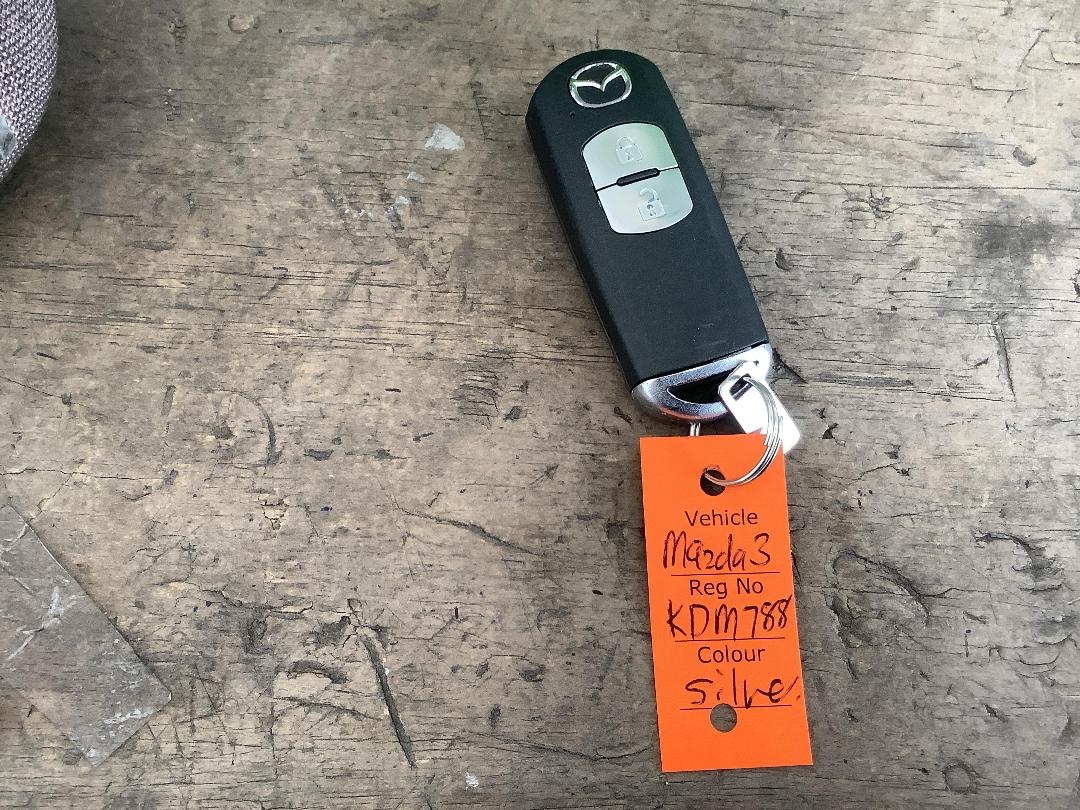 Vehicle
Mazda3
Reg No
KDM788
Colour
Silve.